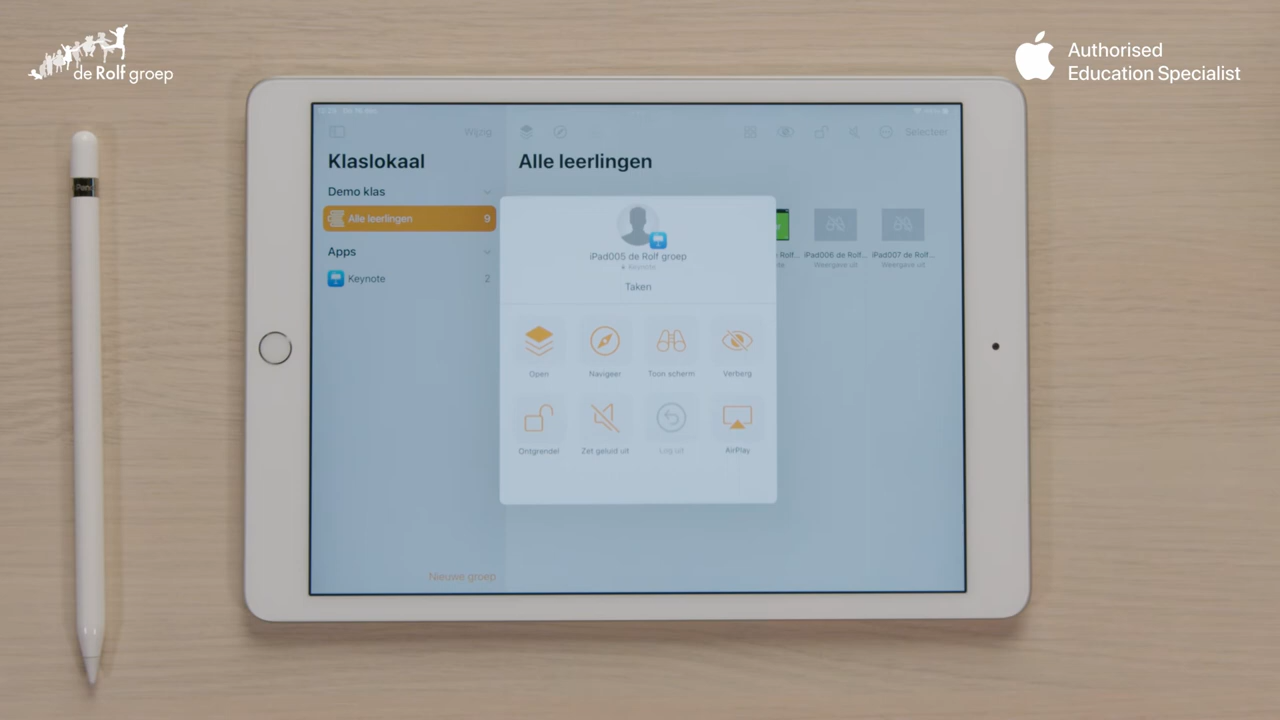 de Rolf groep
Authorised
Education Specialist
Wijzig
Selecteer
Klaslokaal
Alle leerlingen
Demo klas
Alle leerlingen 9
Apps
Keynote 2
Nieuwe groep
iPad005 de Rolf groep
Keynote
Taken
Open Navigeer Toon scherm Verberg
Ontgrendel Zet geluid uit Log uit AirPlay
Rolf... iPad006 de Rolf... iPad007 de Rolf...
Weergave uit Weergave uit